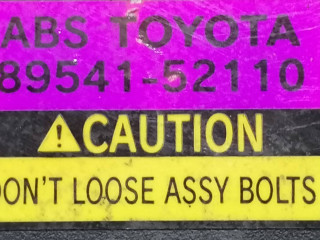 ABS TOYOTA
89541-52110
⚠CAUTION
DON'T LOOSE ASSY BOLTS